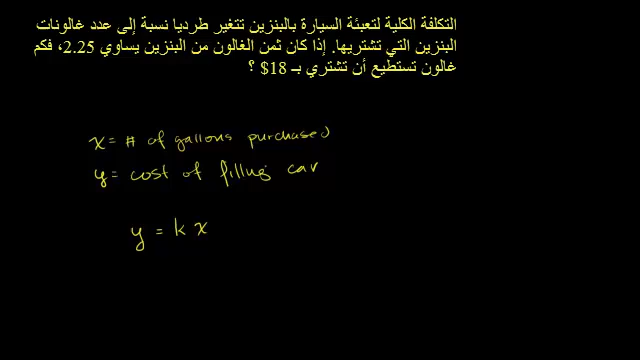 التكلفة الكلية لتعبئة السيارة بالبنزين تتغير طرديا نسبة إلى عدد غالونات
البنزين التي تشتريها. إذا كان ثمن الغالون من البنزين يساوي 2.25، فكم
غالون تستطيع أن تشتري بـ 18$ ؟
x = # of gallons purchased
y = cost of filling car
y = k x